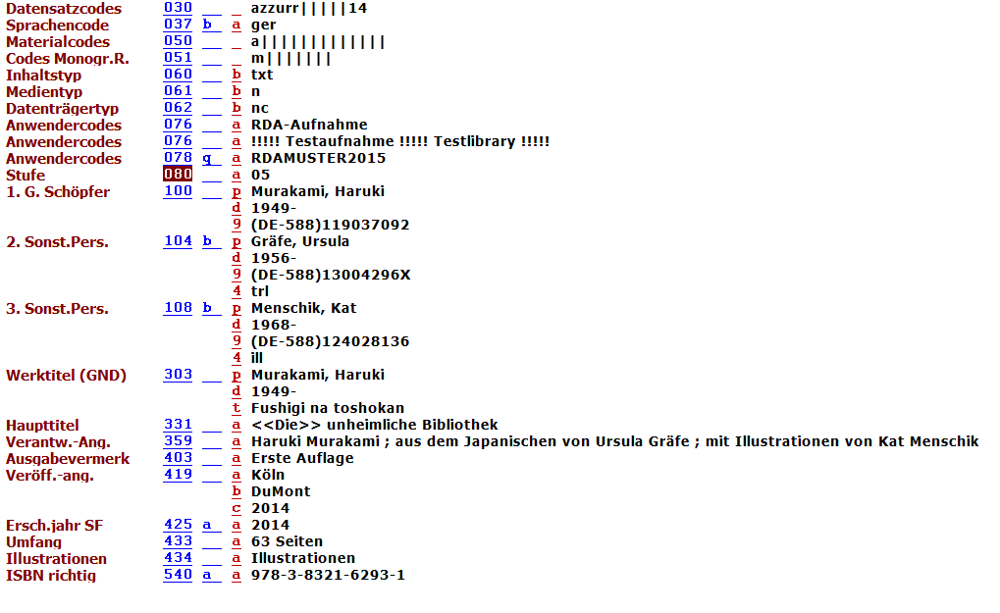 Datensatzcodes 030 _ _ azzurr|||||14
Sprachencode 037 b a ger
Materialcodes 050 _ _ a|||||||||||||
Codes Monogr.R. 051 _ _ m|||||||
Inhaltstyp 060 _ b txt
Medientyp 061 _ b n
Datenträgertyp 062 _ b nc
Anwendercodes 076 _ a RDA-Aufnahme
Anwendercodes 076 _ a !!!!! Testaufnahme !!!!! Testlibrary !!!!!
Anwendercodes 078 q a RDAMUSTER2015
Stufe 080 _ a 05
1. G. Schöpfer 100 _ p Murakami, Haruki
d 1949-
9 (DE-588)119037092
2. Sonst.Pers. 104 b p Gräfe, Ursula
d 1956-
9 (DE-588)13004296X
4 trl
3. Sonst.Pers. 108 b p Menschik, Kat
d 1968-
9 (DE-588)124028136
4 ill
Werktitel (GND) 303 _ p Murakami, Haruki
d 1949-
t Fushigi na toshokan
Haupttitel 331 _ a <<Die>> unheimliche Bibliothek
Verantw.-Ang. 359 _ a Haruki Murakami ; aus dem Japanischen von Ursula Gräfe ; mit Illustrationen von Kat Menschik
Ausgabevermerk 403 _ a Erste Auflage
Veröff.-ang. 419 _ a Köln
b DuMont
c 2014
Ersch.jahr SF 425 a a 2014
Umfang 433 _ a 63 Seiten
Illustrationen 434 _ a Illustrationen
ISBN richtig 540 a a 978-3-8321-6293-1